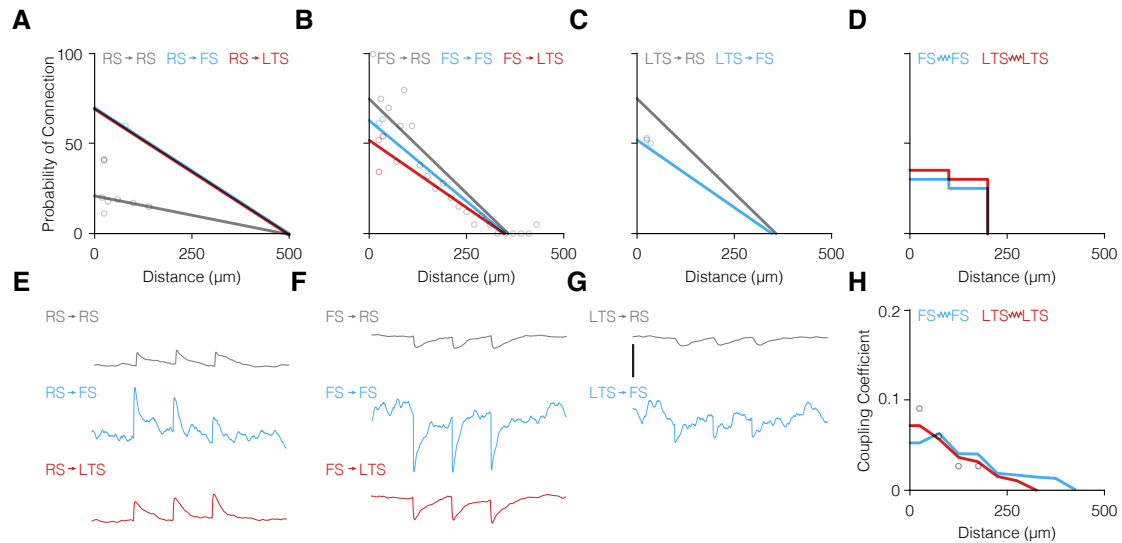 A
B
C
D
RS→RS RS→FS RS→LTS
FS→RS FS→FS FS→LTS
LTS→RS LTS→FS
FS FS LTS LTS
Probability of Connection
100
50
0
0 250 500
0 250 500
0 250 500
0 250 500
Distance (µm)
Distance (µm)
Distance (µm)
Distance (µm)
E
F
G
H
RS→RS
RS→FS
RS→LTS
FS→RS
FS→FS
FS→LTS
LTS→RS
LTS→FS
FS FS LTS LTS
Coupling Coefficient
0.2
0.1
0
0 250 500
Distance (µm)